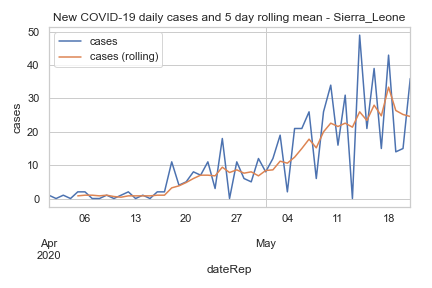 New COVID-19 daily cases and 5 day rolling mean - Sierra_Leone
cases
cases (rolling)
50
40
30
20
10
0
cases
06 13 20 27 04 11 18
Apr May
2020
dateRep